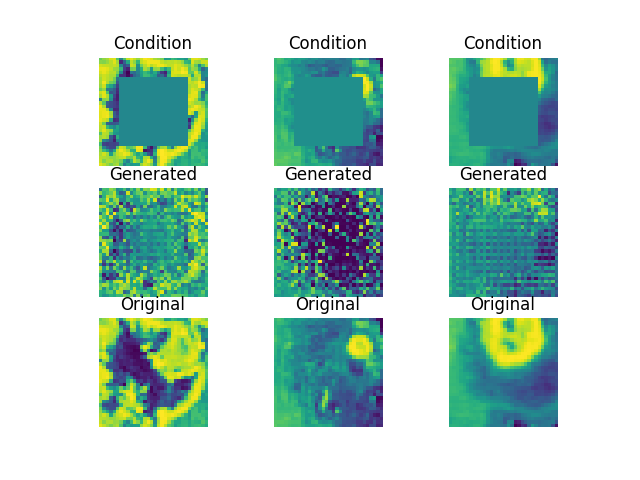 Condition Condition Condition
Generated Generated Generated
Original Original Original